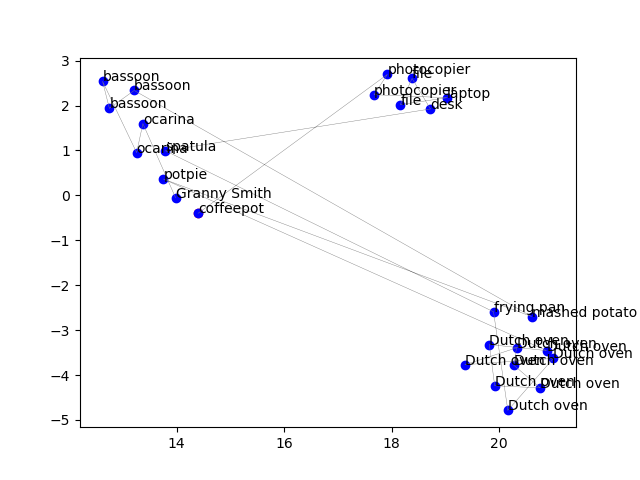 3
2
1
0
−1
−2
−3
−4
−5
14
16
18
20
bassoon
bassoon
bassoon
ocarina
ocarina
spatula
potpie
Granny Smith
coffeepot
photocopier
file
photocopier
file
laptop
desk
frying pan
mashed potato
Dutch oven
Dutch oven
Dutch oven
Dutch oven
Dutch oven
Dutch oven
Dutch oven
Dutch oven
Dutch oven